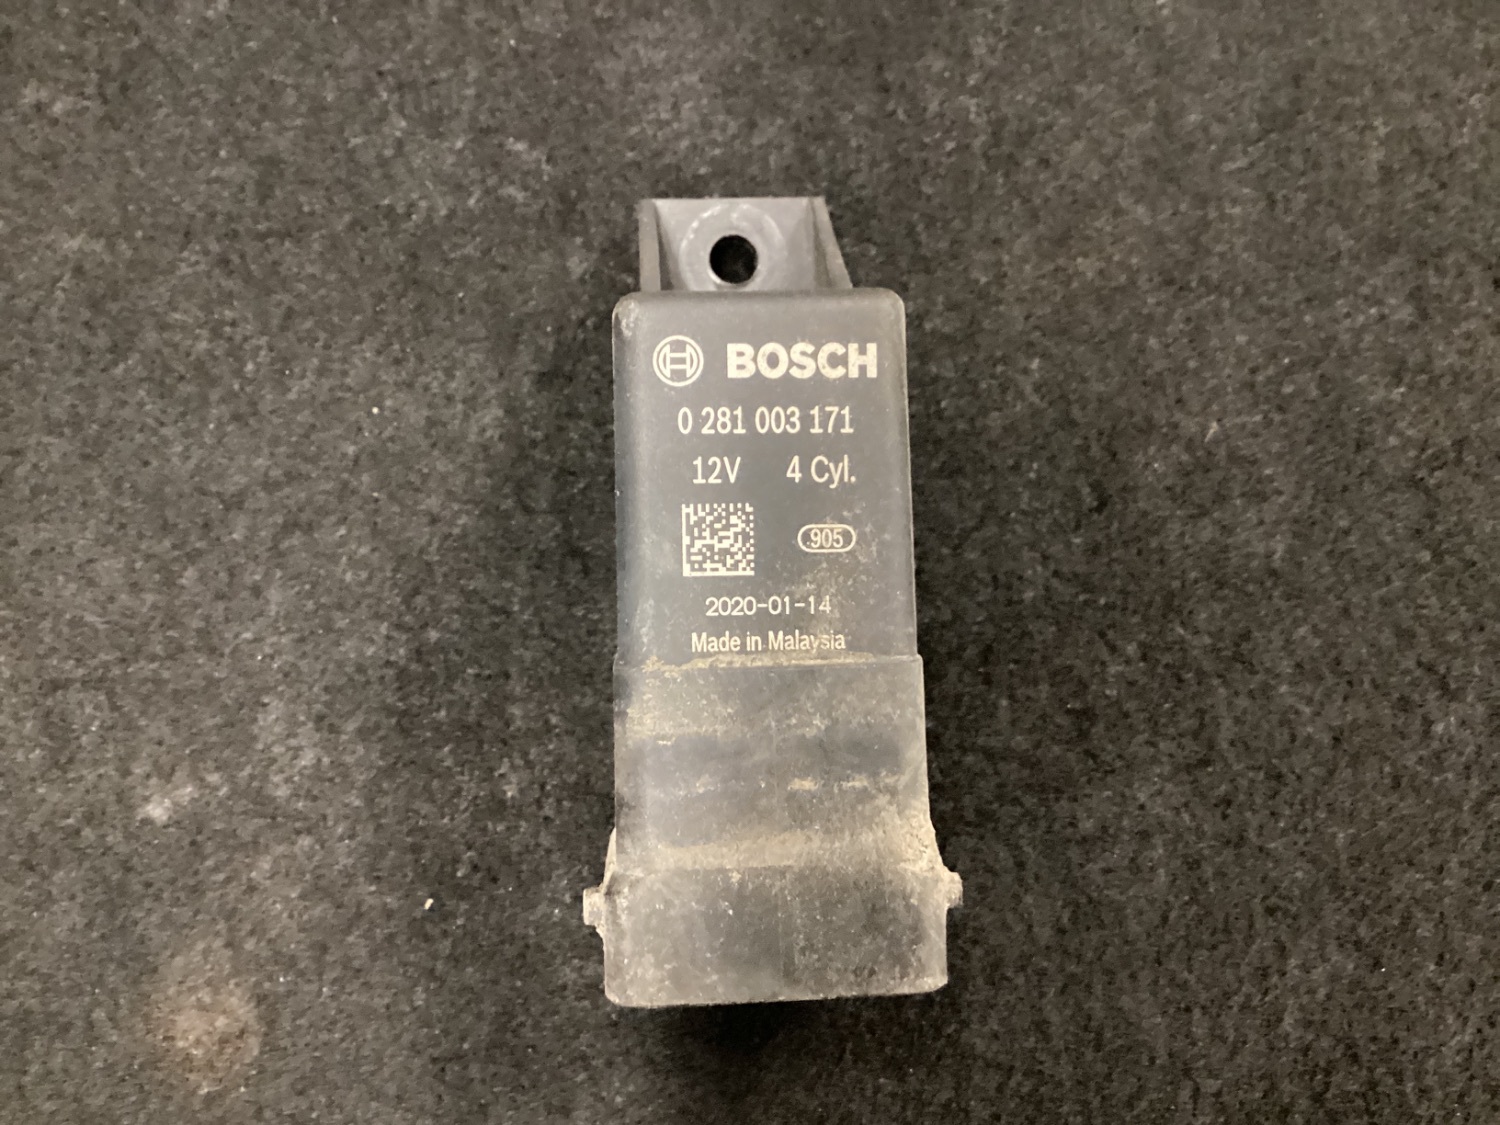 BOSCH
0 281 003 171
12V 4 Cyl.
905
2020-01-14
Made in Malaysia